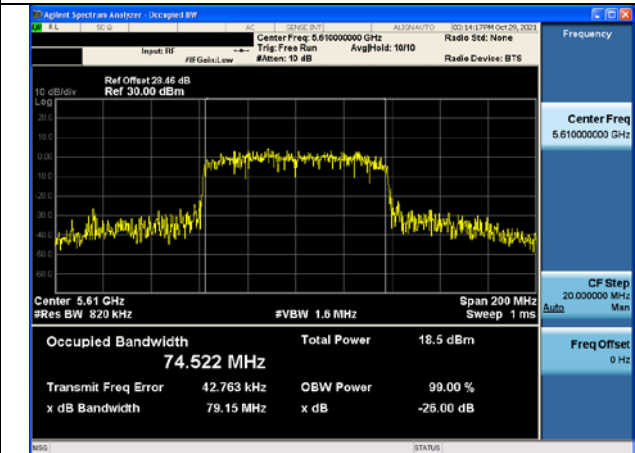 Agilent Spectrum Analyzer - Occupied BW
R L 50 Ω AC SENSE:INT ALIGNAUTO 02:14:17PM Oct 29, 2021
Center Freq: 5.610000000 GHz Radio Std: None
Input: RF Trig: Free Run Avg|Hold: 10/10
#IFGain:Low #Atten: 10 dB Radio Device: BTS
Ref Offset 29.46 dB
10 dB/div Ref 30.00 dBm
Log
20.0
10.0
0.00
-10.0
-20.0
-30.0
-40.0
-50.0
-60.0
Center 5.61 GHz Span 200 MHz
#Res BW 820 kHz #VBW 1.6 MHz Sweep 1 ms
Occupied Bandwidth Total Power 18.5 dBm
74.522 MHz
Transmit Freq Error 42.763 kHz OBW Power 99.00 %
x dB Bandwidth 79.15 MHz x dB -26.00 dB
MSG STATUS
Frequency
Center Freq
5.610000000 GHz
CF Step
20.000000 MHz
Auto Man
Freq Offset
0 Hz